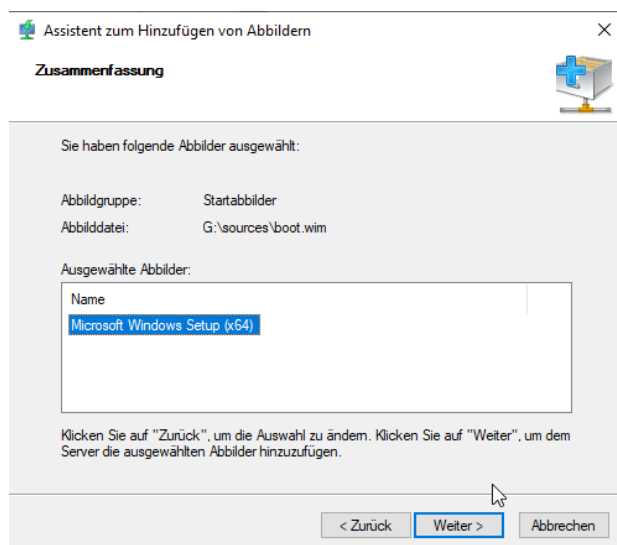 Assistent zum Hinzufügen von Abbildern
Zusammenfassung
Sie haben folgende Abbilder ausgewählt:
Abbildgruppe: Startabbilder
Abbilddatei: G:\sources\boot.wim
Ausgewählte Abbilder:
Name
Microsoft Windows Setup (x64)
Klicken Sie auf "Zurück", um die Auswahl zu ändern. Klicken Sie auf "Weiter", um dem
Server die ausgewählten Abbilder hinzuzufügen.
< Zurück Weiter > Abbrechen